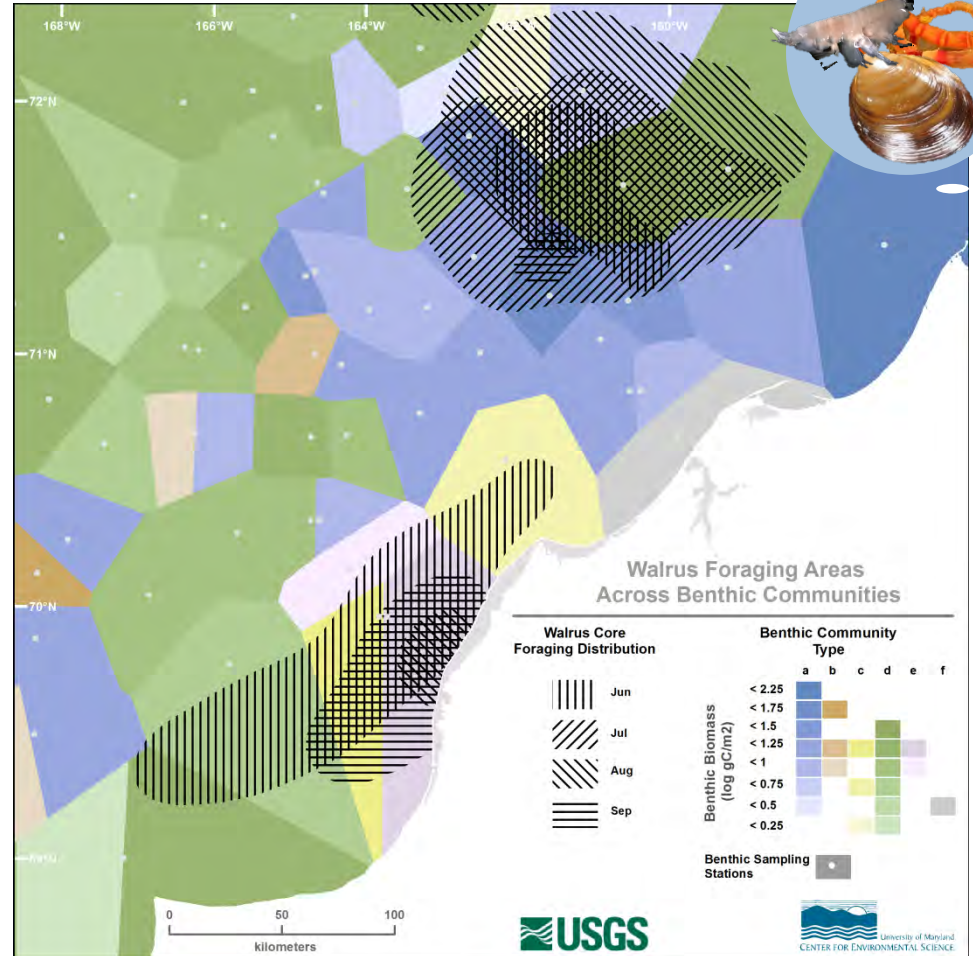 168°W 166°W 164°W 160°W
72°N
71°N
70°N
Walrus Foraging Areas
Across Benthic Communities
Walrus Core
Foraging Distribution
Jun
Jul
Aug
Sep
Benthic Community
Type
a b c d e f
Benthic Biomass
(log gC/m2)
< 2.25
< 1.75
< 1.5
< 1.25
< 1
< 0.75
< 0.5
< 0.25
Benthic Sampling
Stations
0 50 100
kilometers
USGS
University of Maryland
CENTER FOR ENVIRONMENTAL SCIENCE